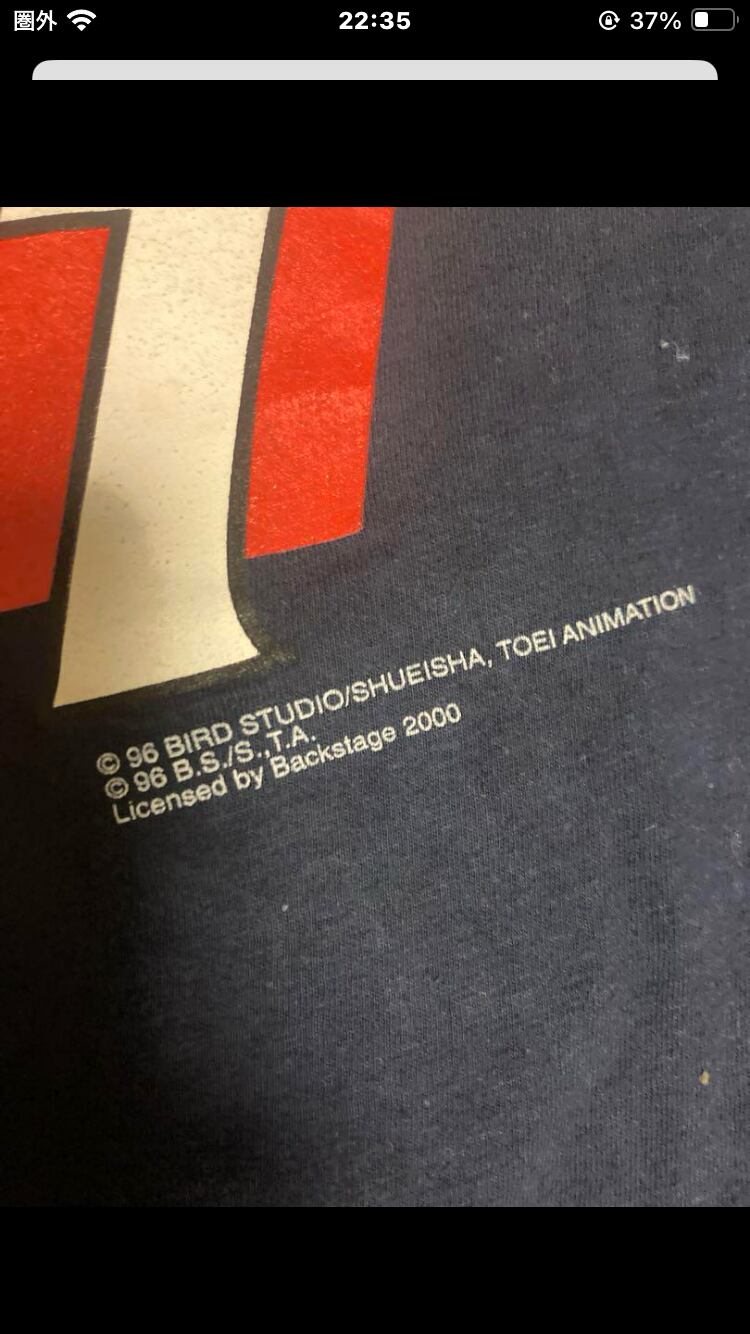 圏外 22:35 37%
© 96 BIRD STUDIO/SHUEISHA, TOEI ANIMATION
© 96 B.S./S.,T.A.
Licensed by Backstage 2000